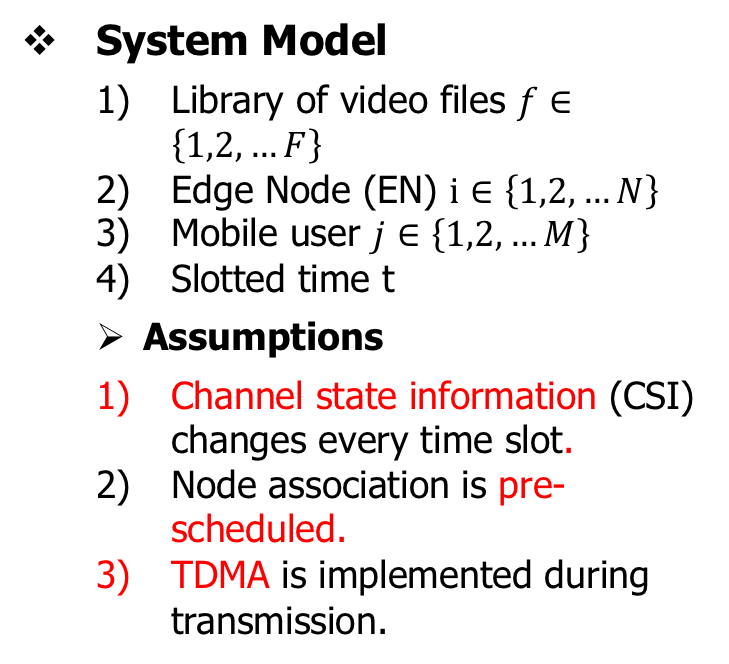 ❖ System Model
1) Library of video files 𝑓 ∈
{1,2, … 𝐹}
2) Edge Node (EN) i ∈ {1,2, … 𝑁}
3) Mobile user 𝑗 ∈ {1,2, … 𝑀}
4) Slotted time t
➢ Assumptions
1) Channel state information (CSI)
changes every time slot.
2) Node association is pre-
scheduled.
3) TDMA is implemented during
transmission.